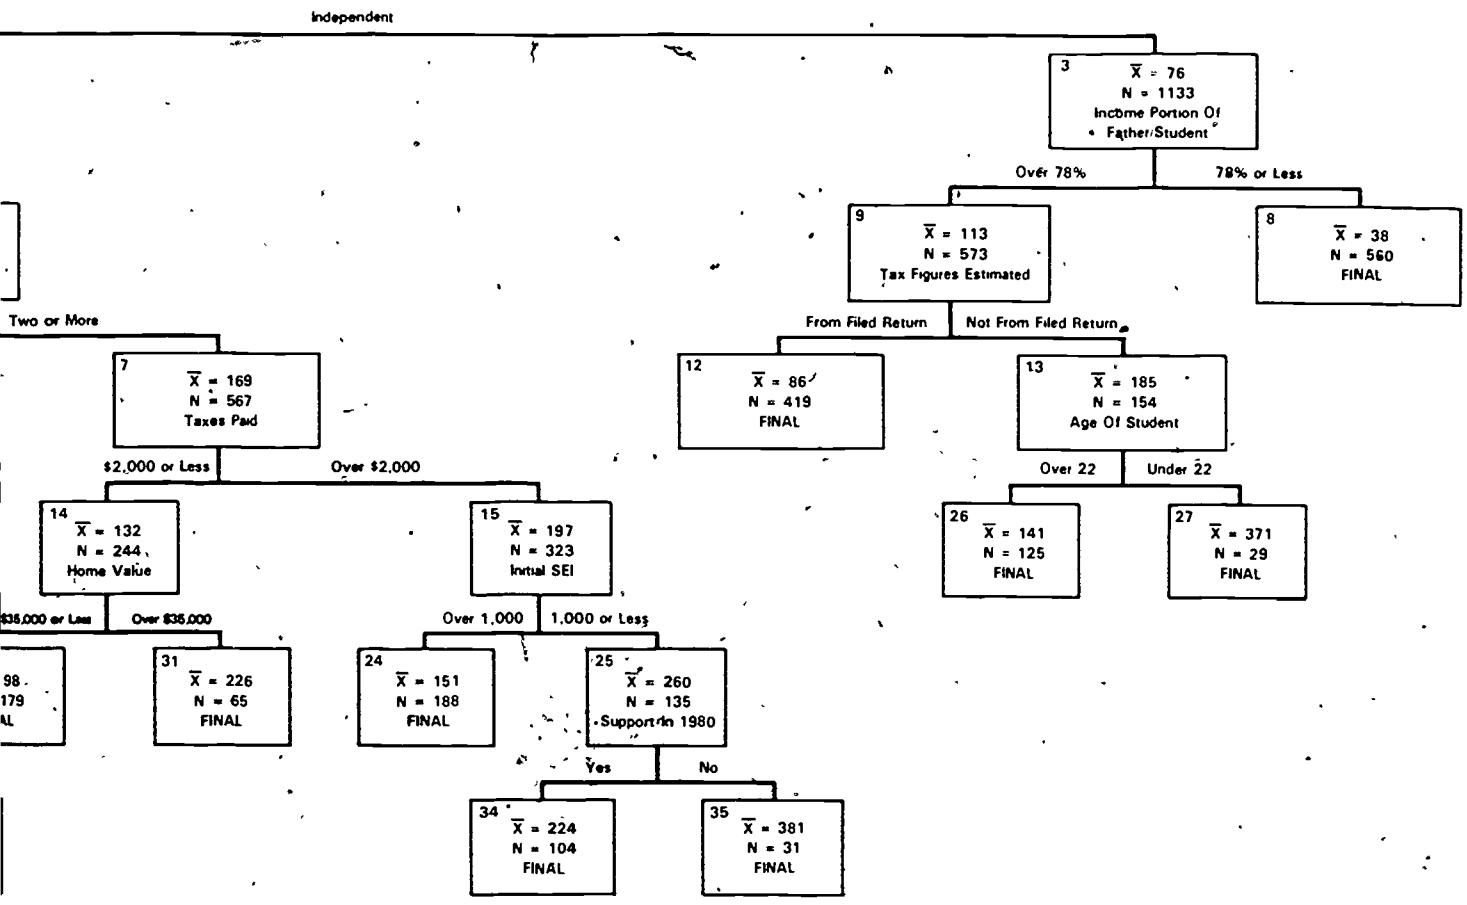 Independent
3
X̅ = 76
N = 1133
Income Portion Of
Father/Student
Over 78%
78% or Less
9
X̅ = 113
N = 573
Tax Figures Estimated
8
X̅ = 38
N = 560
FINAL
Two or More
From Filed Return
Not From Filed Return
7
X̅ = 169
N = 567
Taxes Paid
12
X̅ = 86
N = 419
FINAL
13
X̅ = 185
N = 154
Age Of Student
$2,000 or Less
Over $2,000
Over 22
Under 22
14
X̅ = 132
N = 244
Home Value
15
X̅ = 197
N = 323
Initial SEI
26
X̅ = 141
N = 125
FINAL
27
X̅ = 371
N = 29
FINAL
$35,000 or Less
Over $35,000
Over 1,000
1,000 or Less
98
179
AL
31
X̅ = 226
N = 65
FINAL
24
X̅ = 151
N = 188
FINAL
25
X̅ = 260
N = 135
Support In 1980
Yes
No
34
X̅ = 224
N = 104
FINAL
35
X̅ = 381
N = 31
FINAL